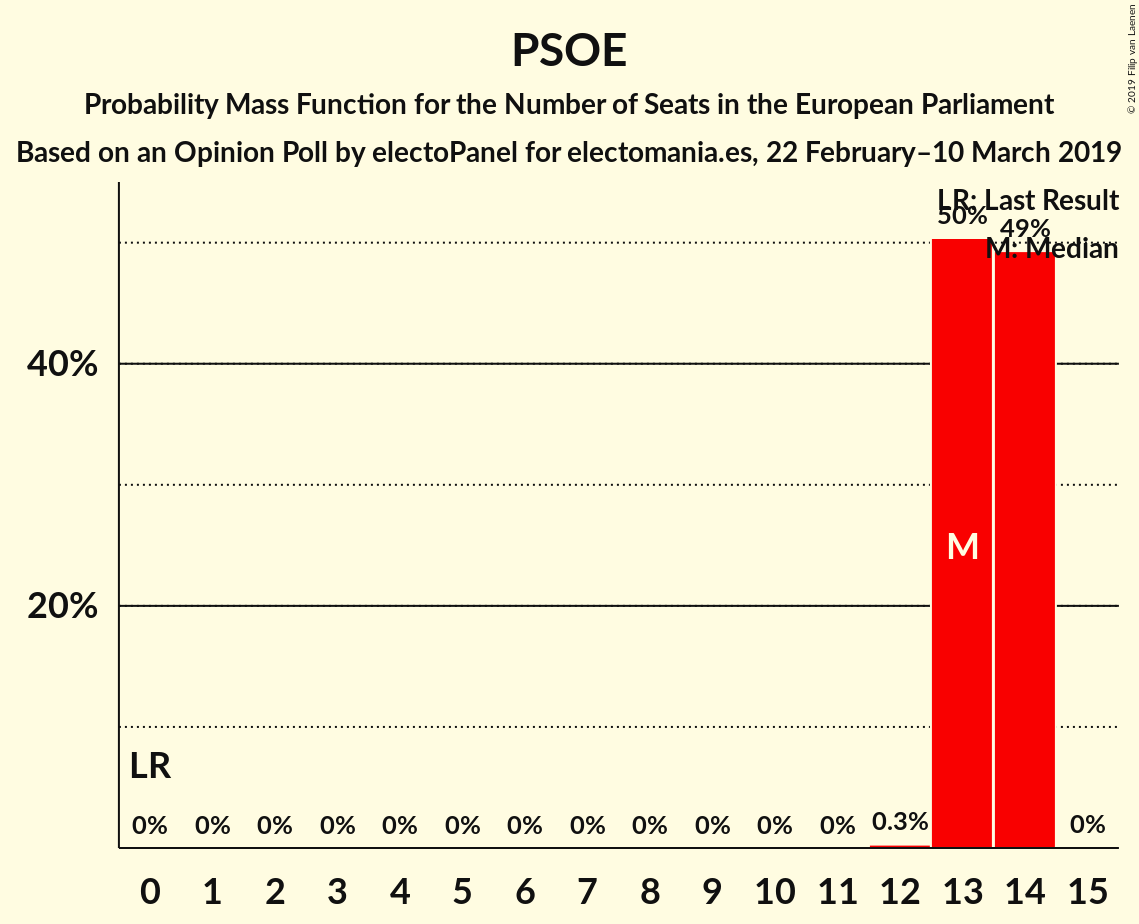 PSOE
Probability Mass Function for the Number of Seats in the European Parliament
Based on an Opinion Poll by electoPanel for electomania.es, 22 February–10 March 2019
© 2019 Filip van Laenen
LR: Last Result
M: Median
50%
49%
40%
20%
M
LR
0% 0% 0% 0% 0% 0% 0% 0% 0% 0% 0% 0% 0.3% 0%
0 1 2 3 4 5 6 7 8 9 10 11 12 13 14 15